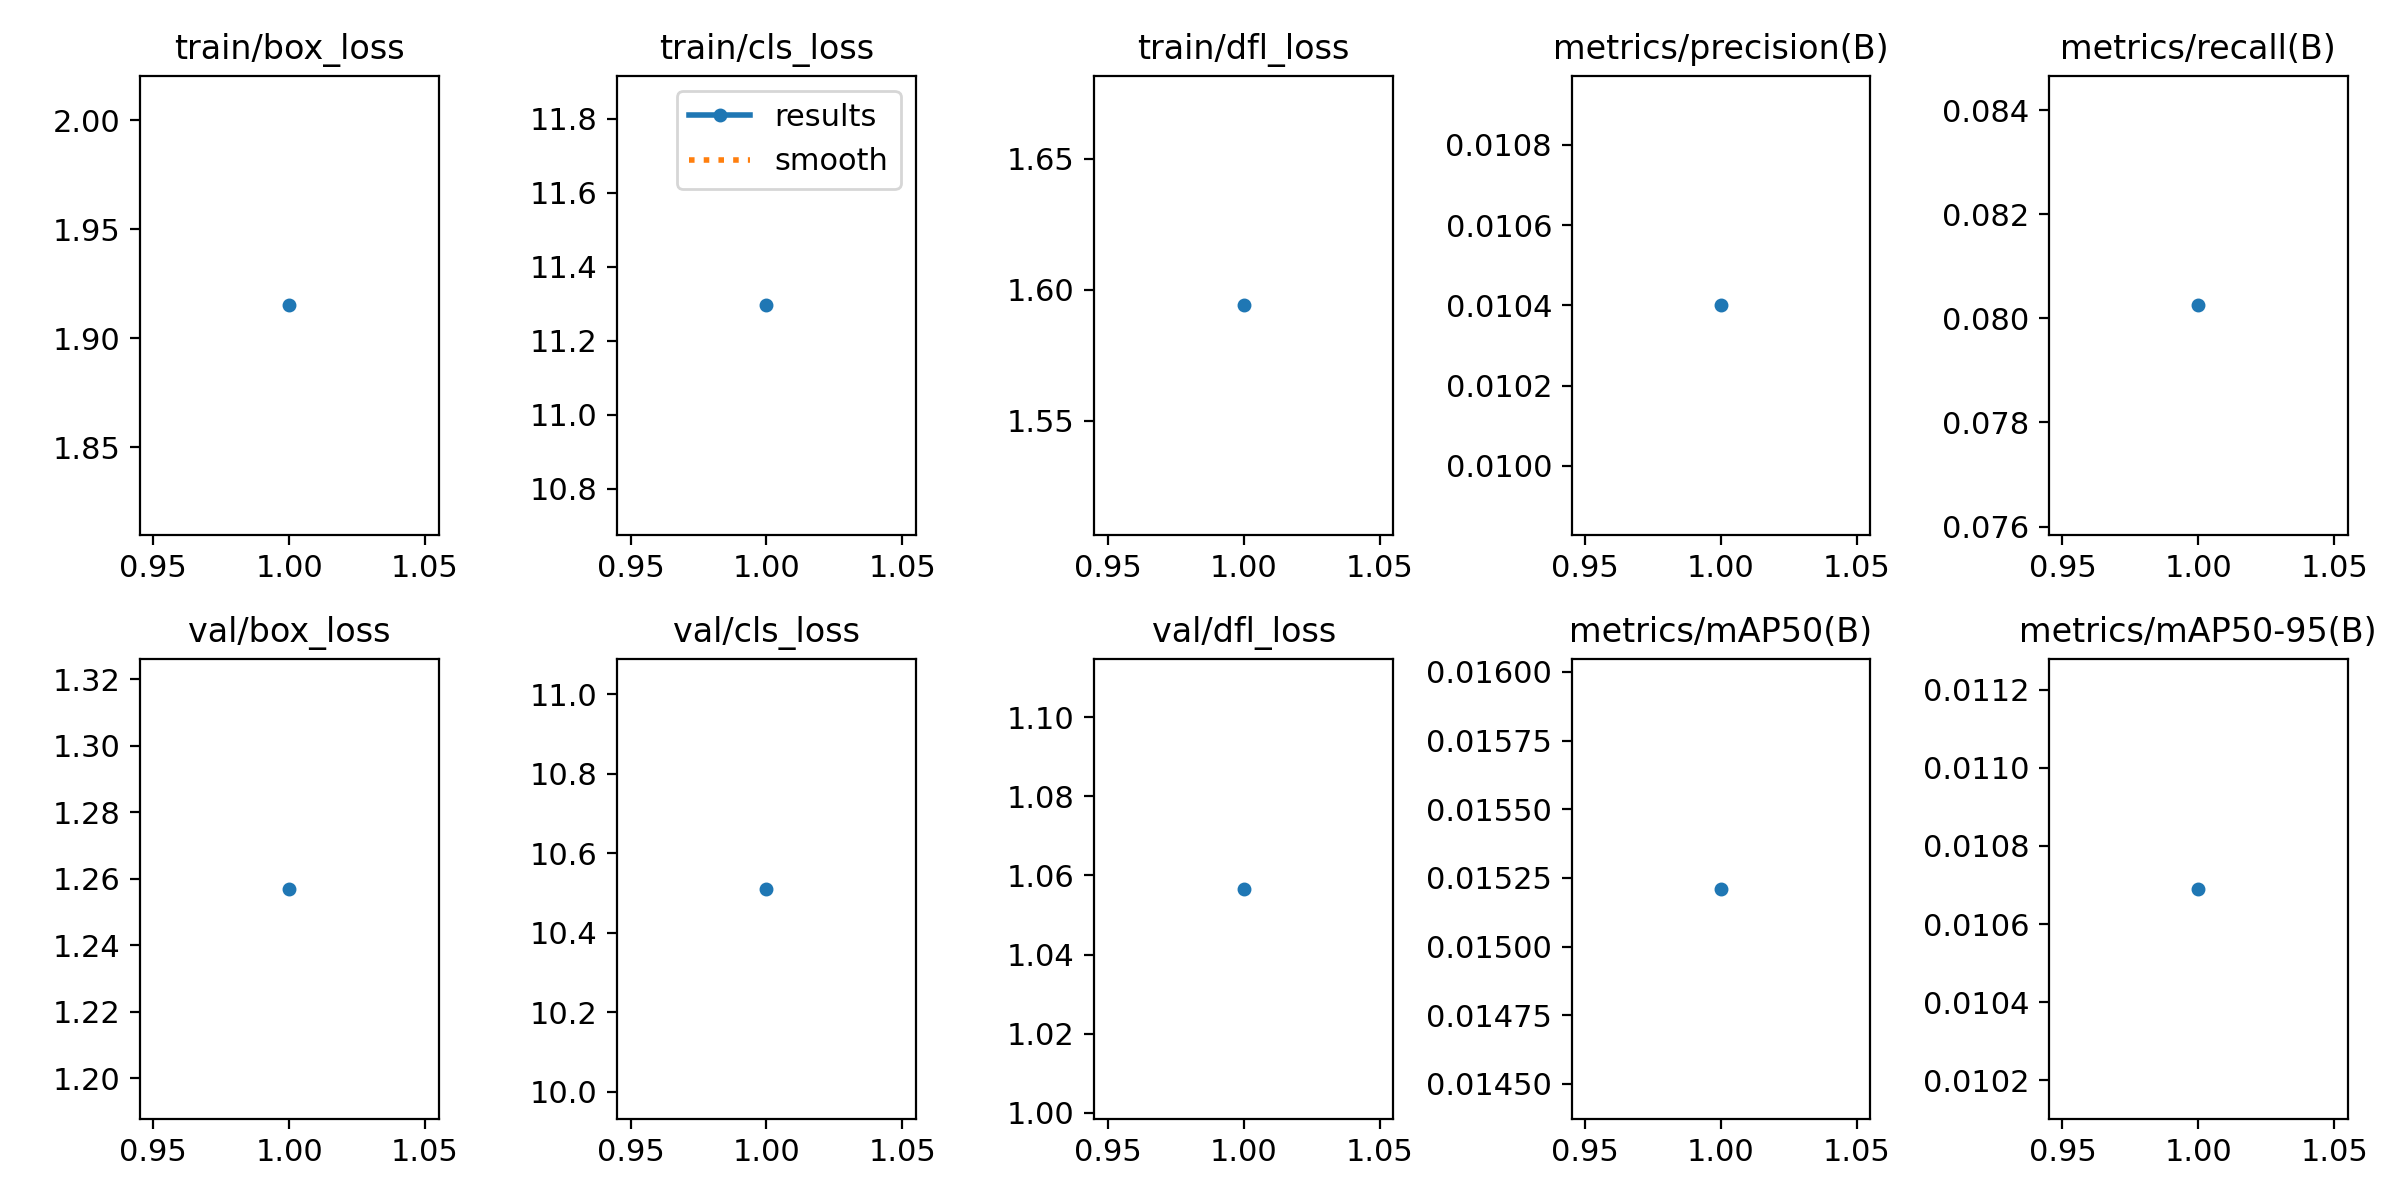 train/box_loss
2.00
1.95
1.90
1.85
0.95 1.00 1.05
train/cls_loss
results
smooth
11.8
11.6
11.4
11.2
11.0
10.8
0.95 1.00 1.05
train/dfl_loss
1.65
1.60
1.55
0.95 1.00 1.05
metrics/precision(B)
0.0108
0.0106
0.0104
0.0102
0.0100
0.95 1.00 1.05
metrics/recall(B)
0.084
0.082
0.080
0.078
0.076
0.95 1.00 1.05
val/box_loss
1.32
1.30
1.28
1.26
1.24
1.22
1.20
0.95 1.00 1.05
val/cls_loss
11.0
10.8
10.6
10.4
10.2
10.0
0.95 1.00 1.05
val/dfl_loss
1.10
1.08
1.06
1.04
1.02
1.00
0.95 1.00 1.05
metrics/mAP50(B)
0.01600
0.01575
0.01550
0.01525
0.01500
0.01475
0.01450
0.95 1.00 1.05
metrics/mAP50-95(B)
0.0112
0.0110
0.0108
0.0106
0.0104
0.0102
0.95 1.00 1.05